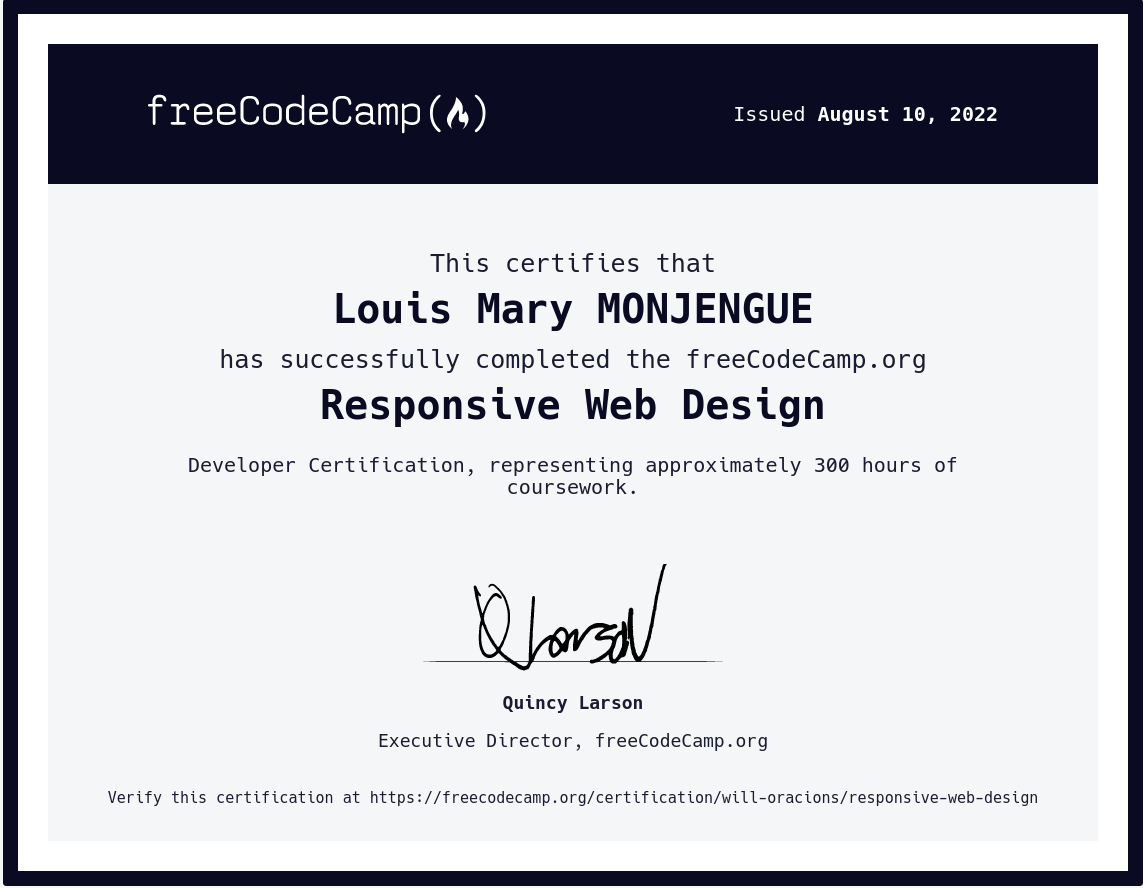 freeCodeCamp
Issued August 10, 2022
This certifies that
Louis Mary MONJENGUE
has successfully completed the freeCodeCamp.org
Responsive Web Design
Developer Certification, representing approximately 300 hours of
coursework.
Q Larson
Quincy Larson
Executive Director, freeCodeCamp.org
Verify this certification at https://freecodecamp.org/certification/will-oracions/responsive-web-design